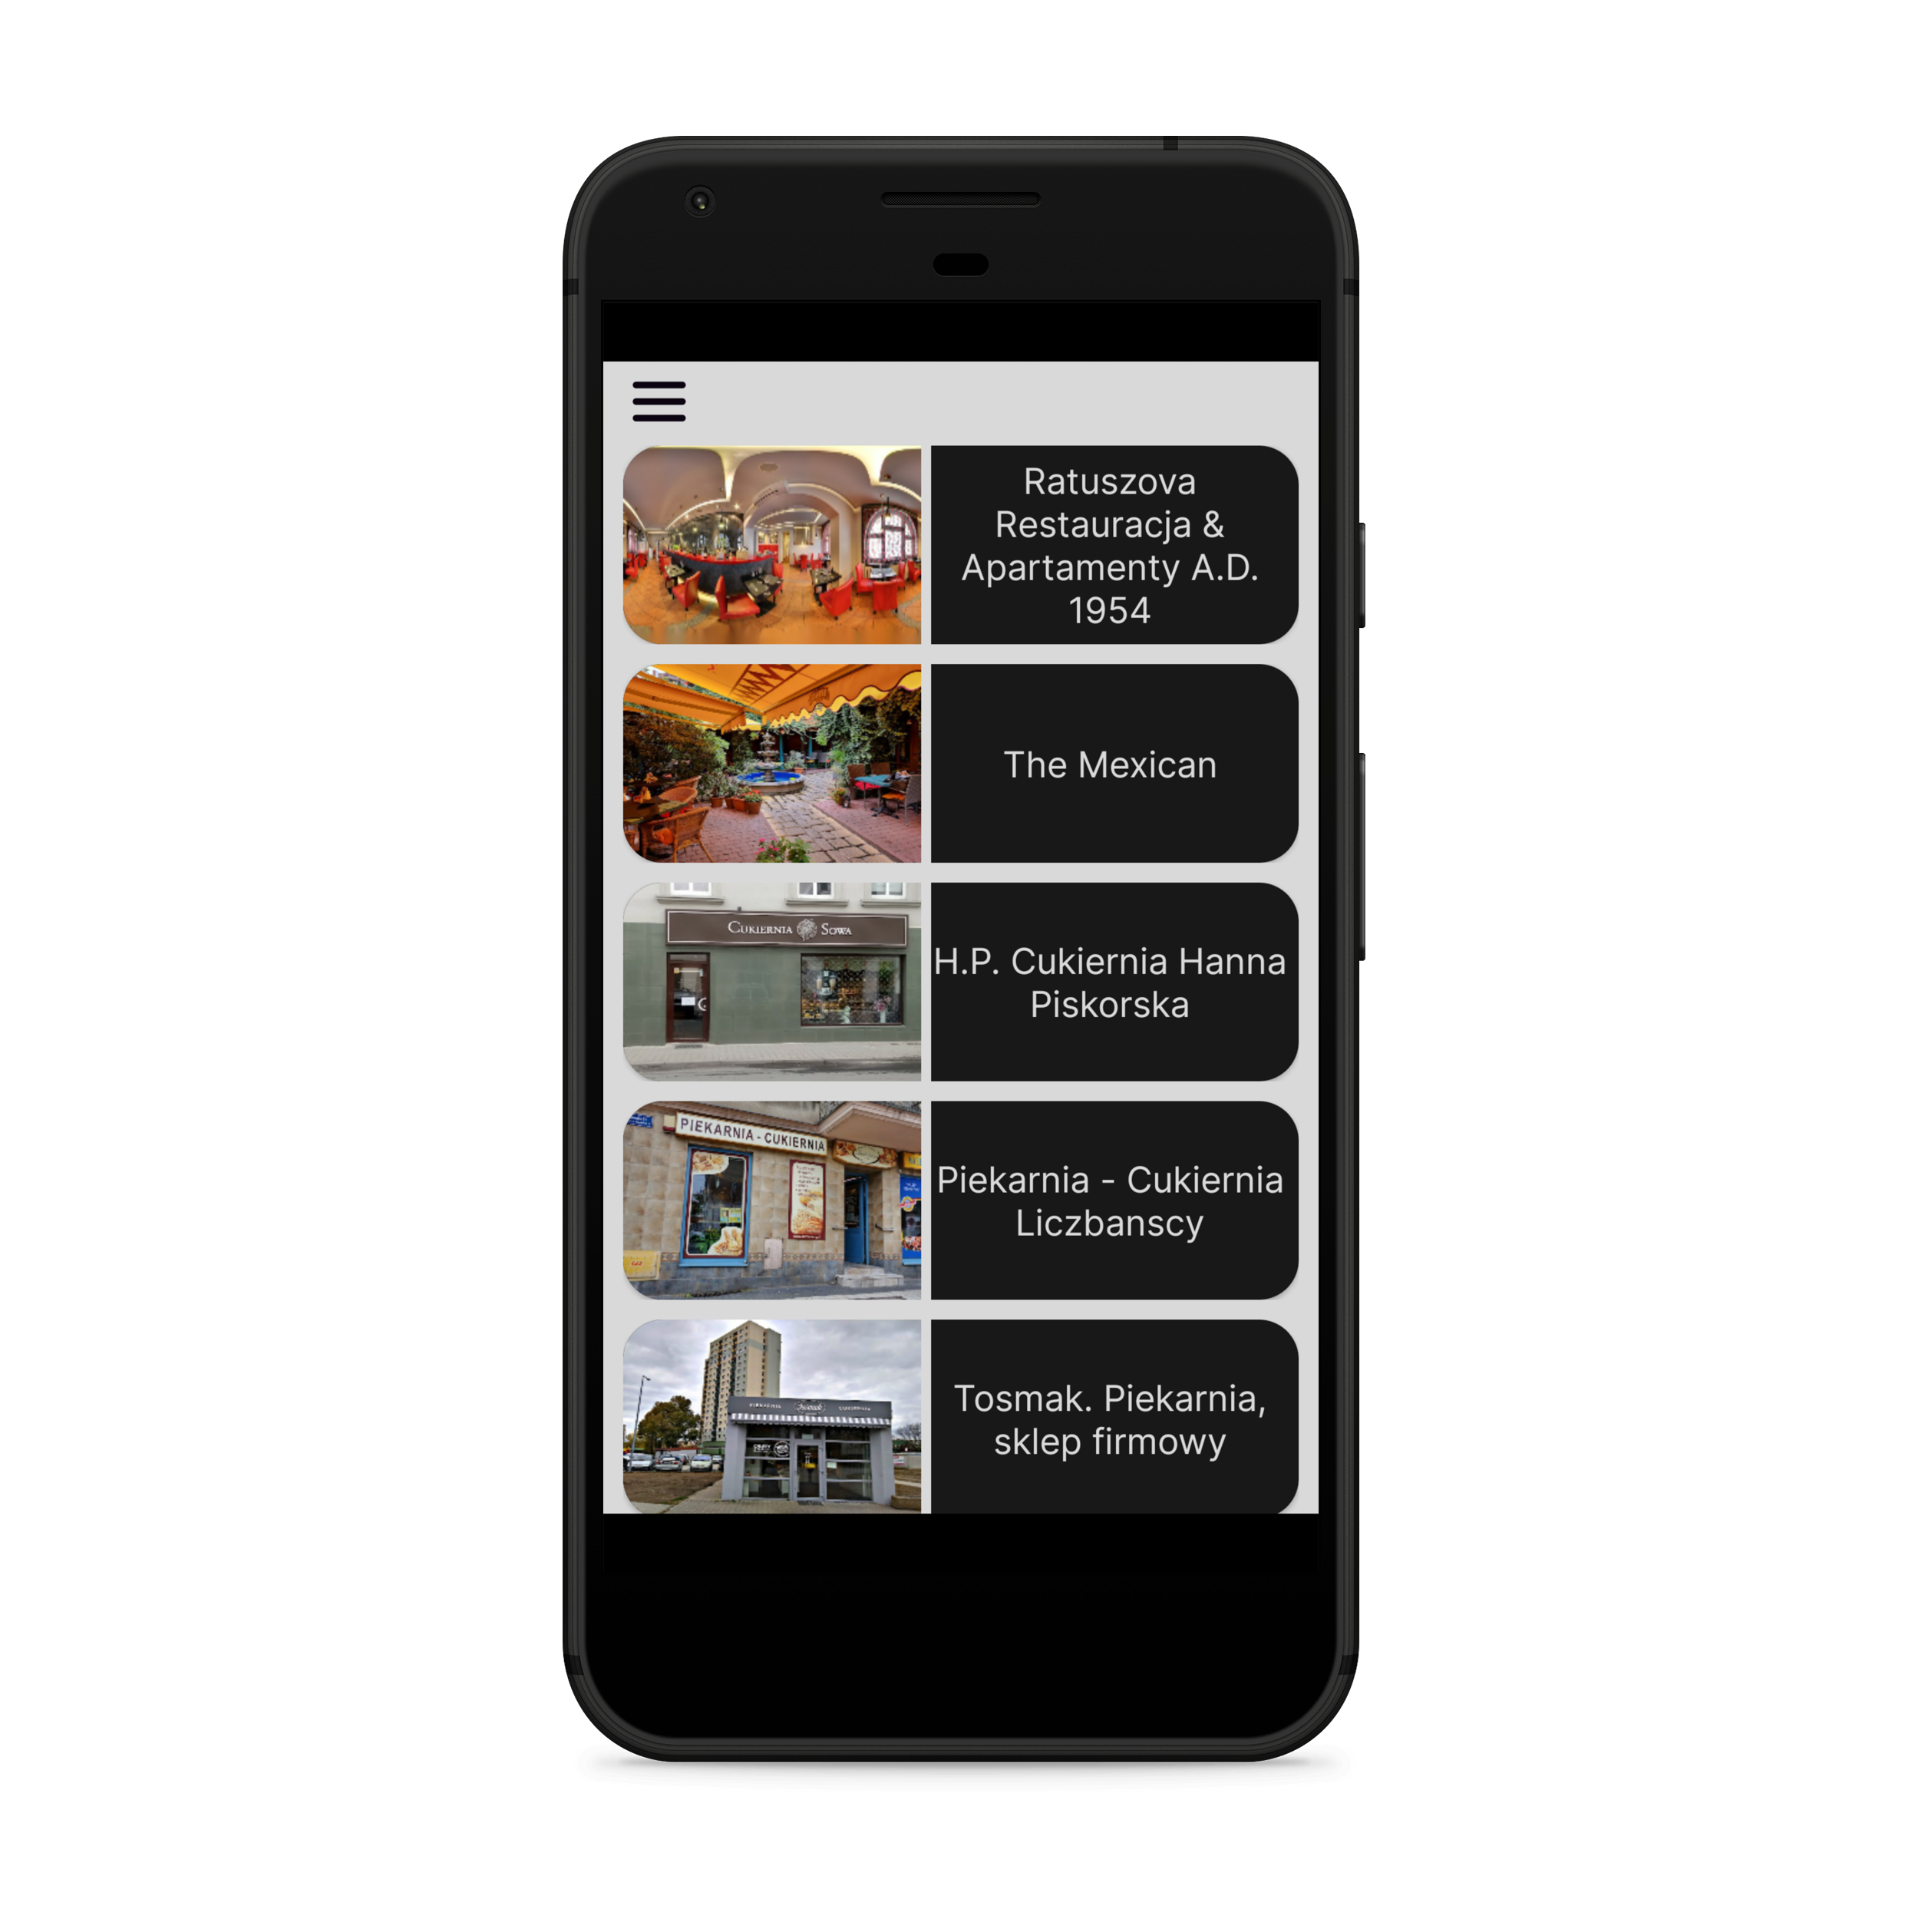 Ratuszova
Restauracja &
Apartamenty A.D.
1954
The Mexican
CUKIERNIA SOWA
H.P. Cukiernia Hanna
Piskorska
PIEKARNIA - CUKIERNIA
Piekarnia - Cukiernia
Liczbanscy
Tosmak. Piekarnia,
sklep firmowy